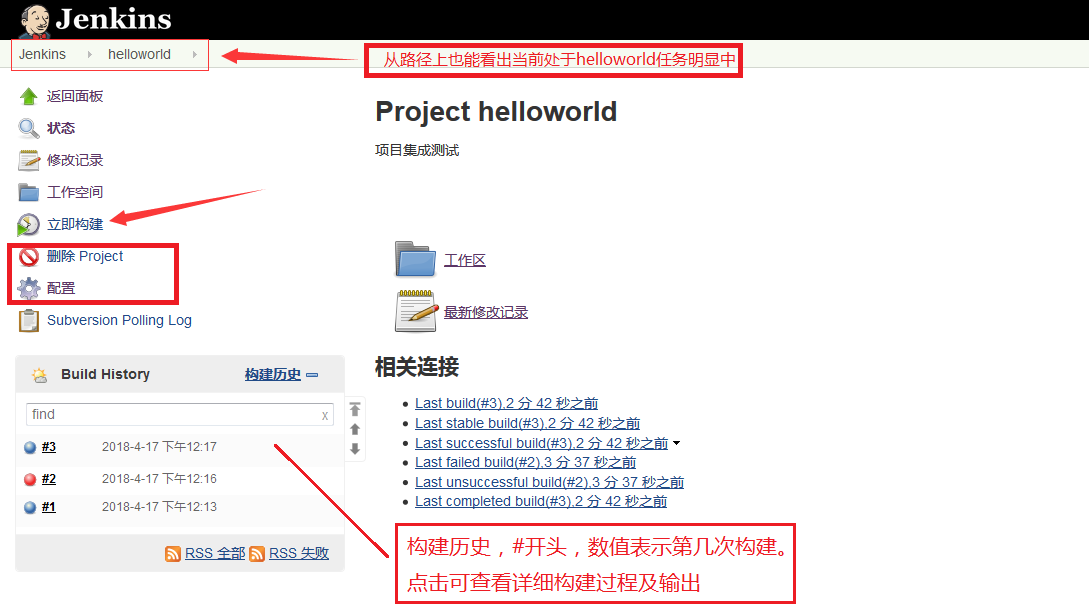 Jenkins
Jenkins helloworld
从路径上也能看出当前处于helloworld任务明显中
返回面板
状态
修改记录
工作空间
立即构建
删除 Project
配置
Subversion Polling Log
Project helloworld
项目集成测试
工作区
最新修改记录
相关连接
Last build(#3),2 分 42 秒之前
Last stable build(#3),2 分 42 秒之前
Last successful build(#3),2 分 42 秒之前
Last failed build(#2),3 分 37 秒之前
Last unsuccessful build(#2),3 分 37 秒之前
Last completed build(#3),2 分 42 秒之前
Build History 构建历史
find x
#3 2018-4-17 下午12:17
#2 2018-4-17 下午12:16
#1 2018-4-17 下午12:13
RSS 全部 RSS 失败
构建历史，#开头，数值表示第几次构建。
点击可查看详细构建过程及输出